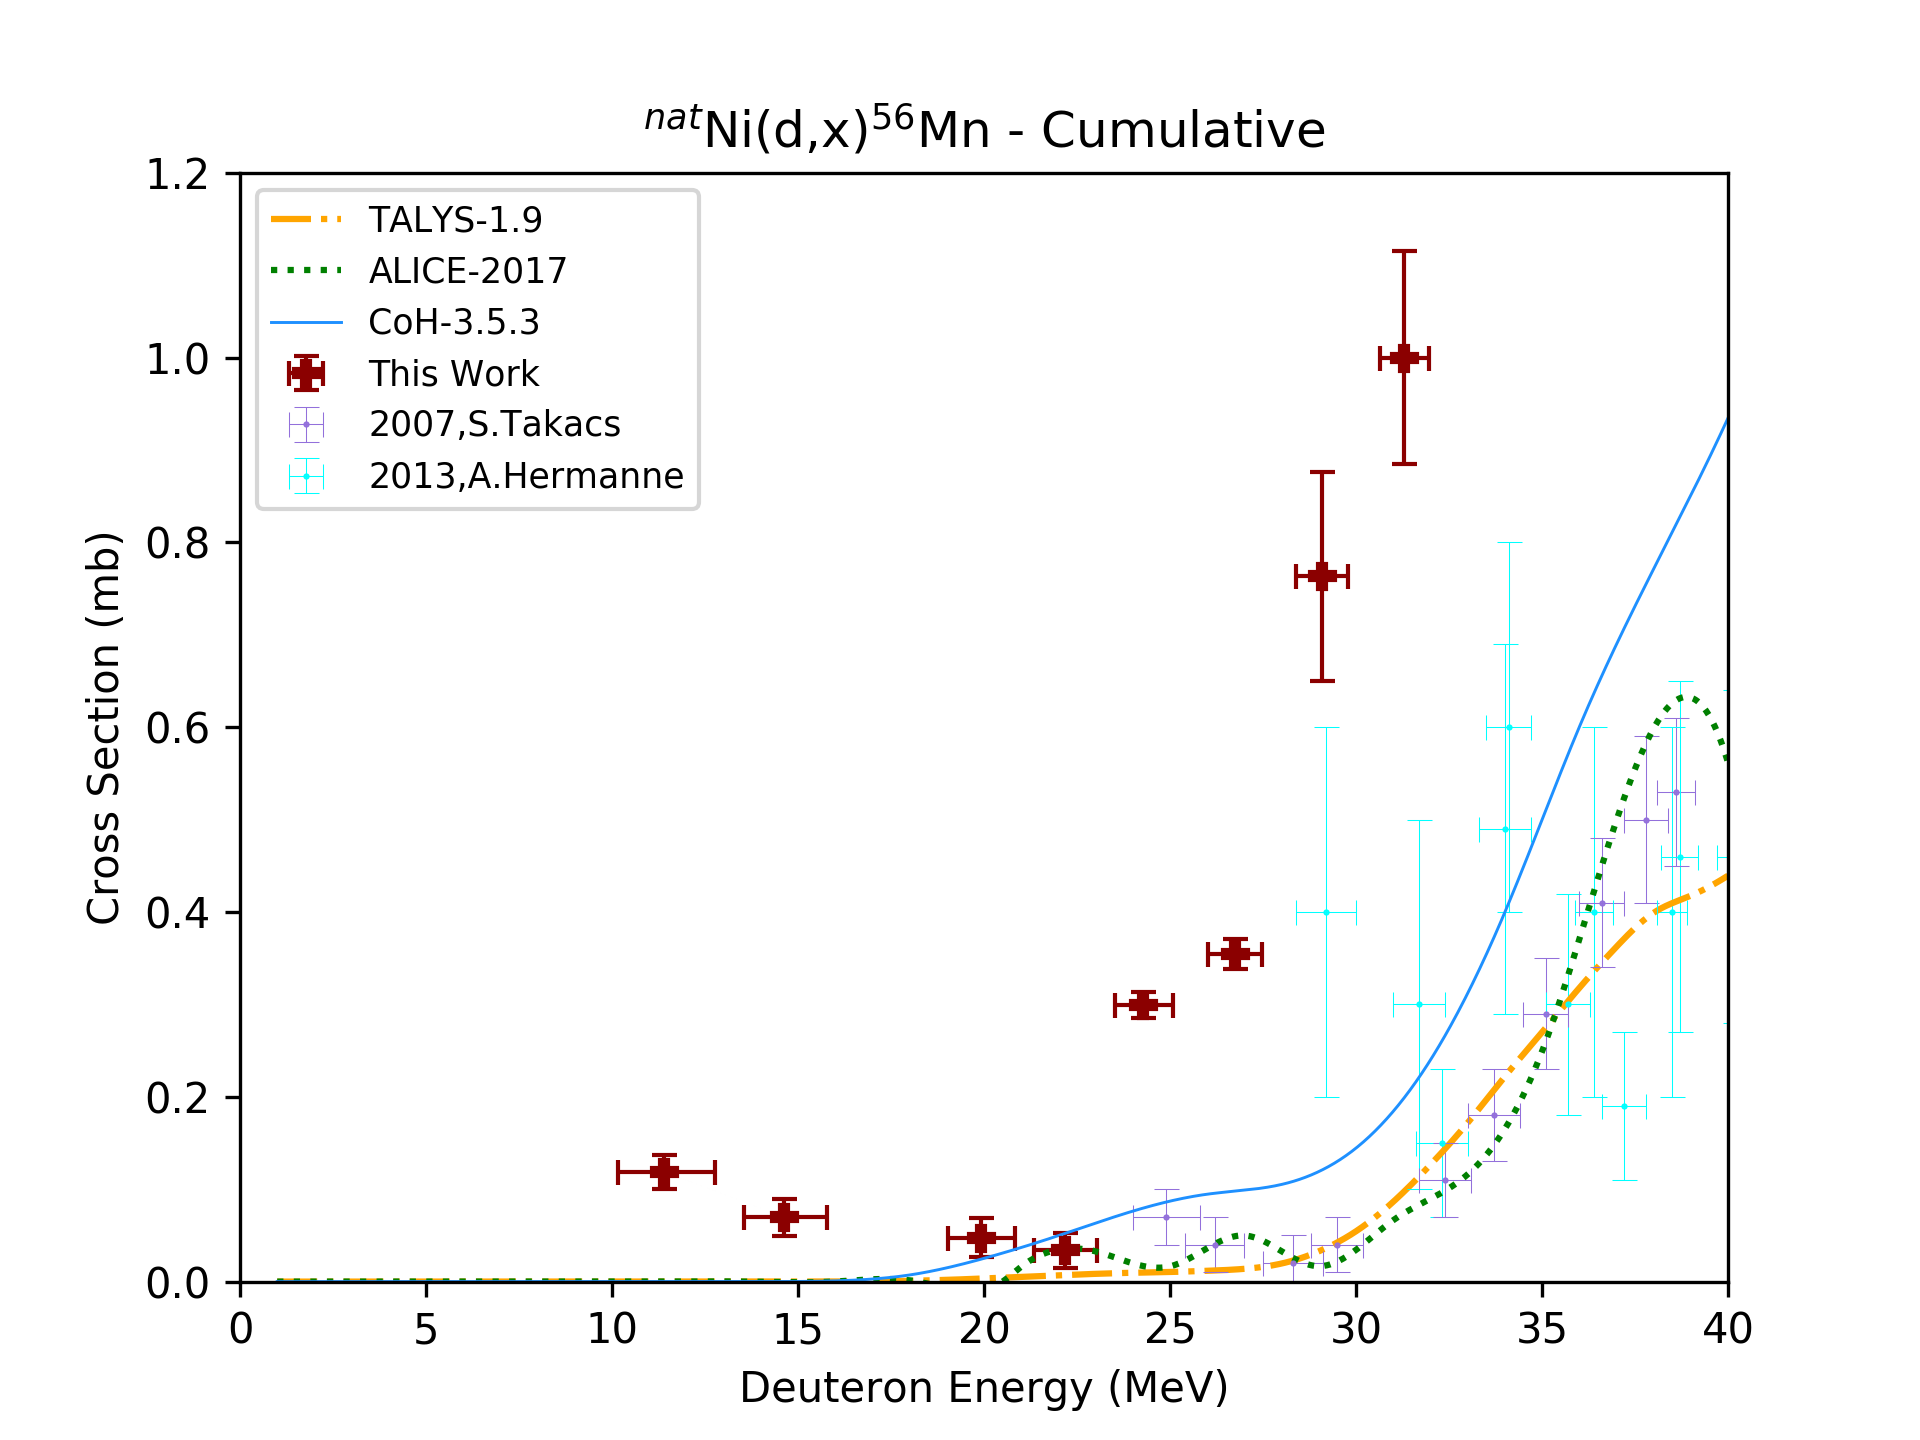 ⁿᵃᵗNi(d,x)⁵⁶Mn - Cumulative
TALYS-1.9
ALICE-2017
CoH-3.5.3
This Work
2007,S.Takacs
2013,A.Hermanne
1.2
1.0
0.8
0.6
0.4
0.2
0.0
Cross Section (mb)
0 5 10 15 20 25 30 35 40
Deuteron Energy (MeV)